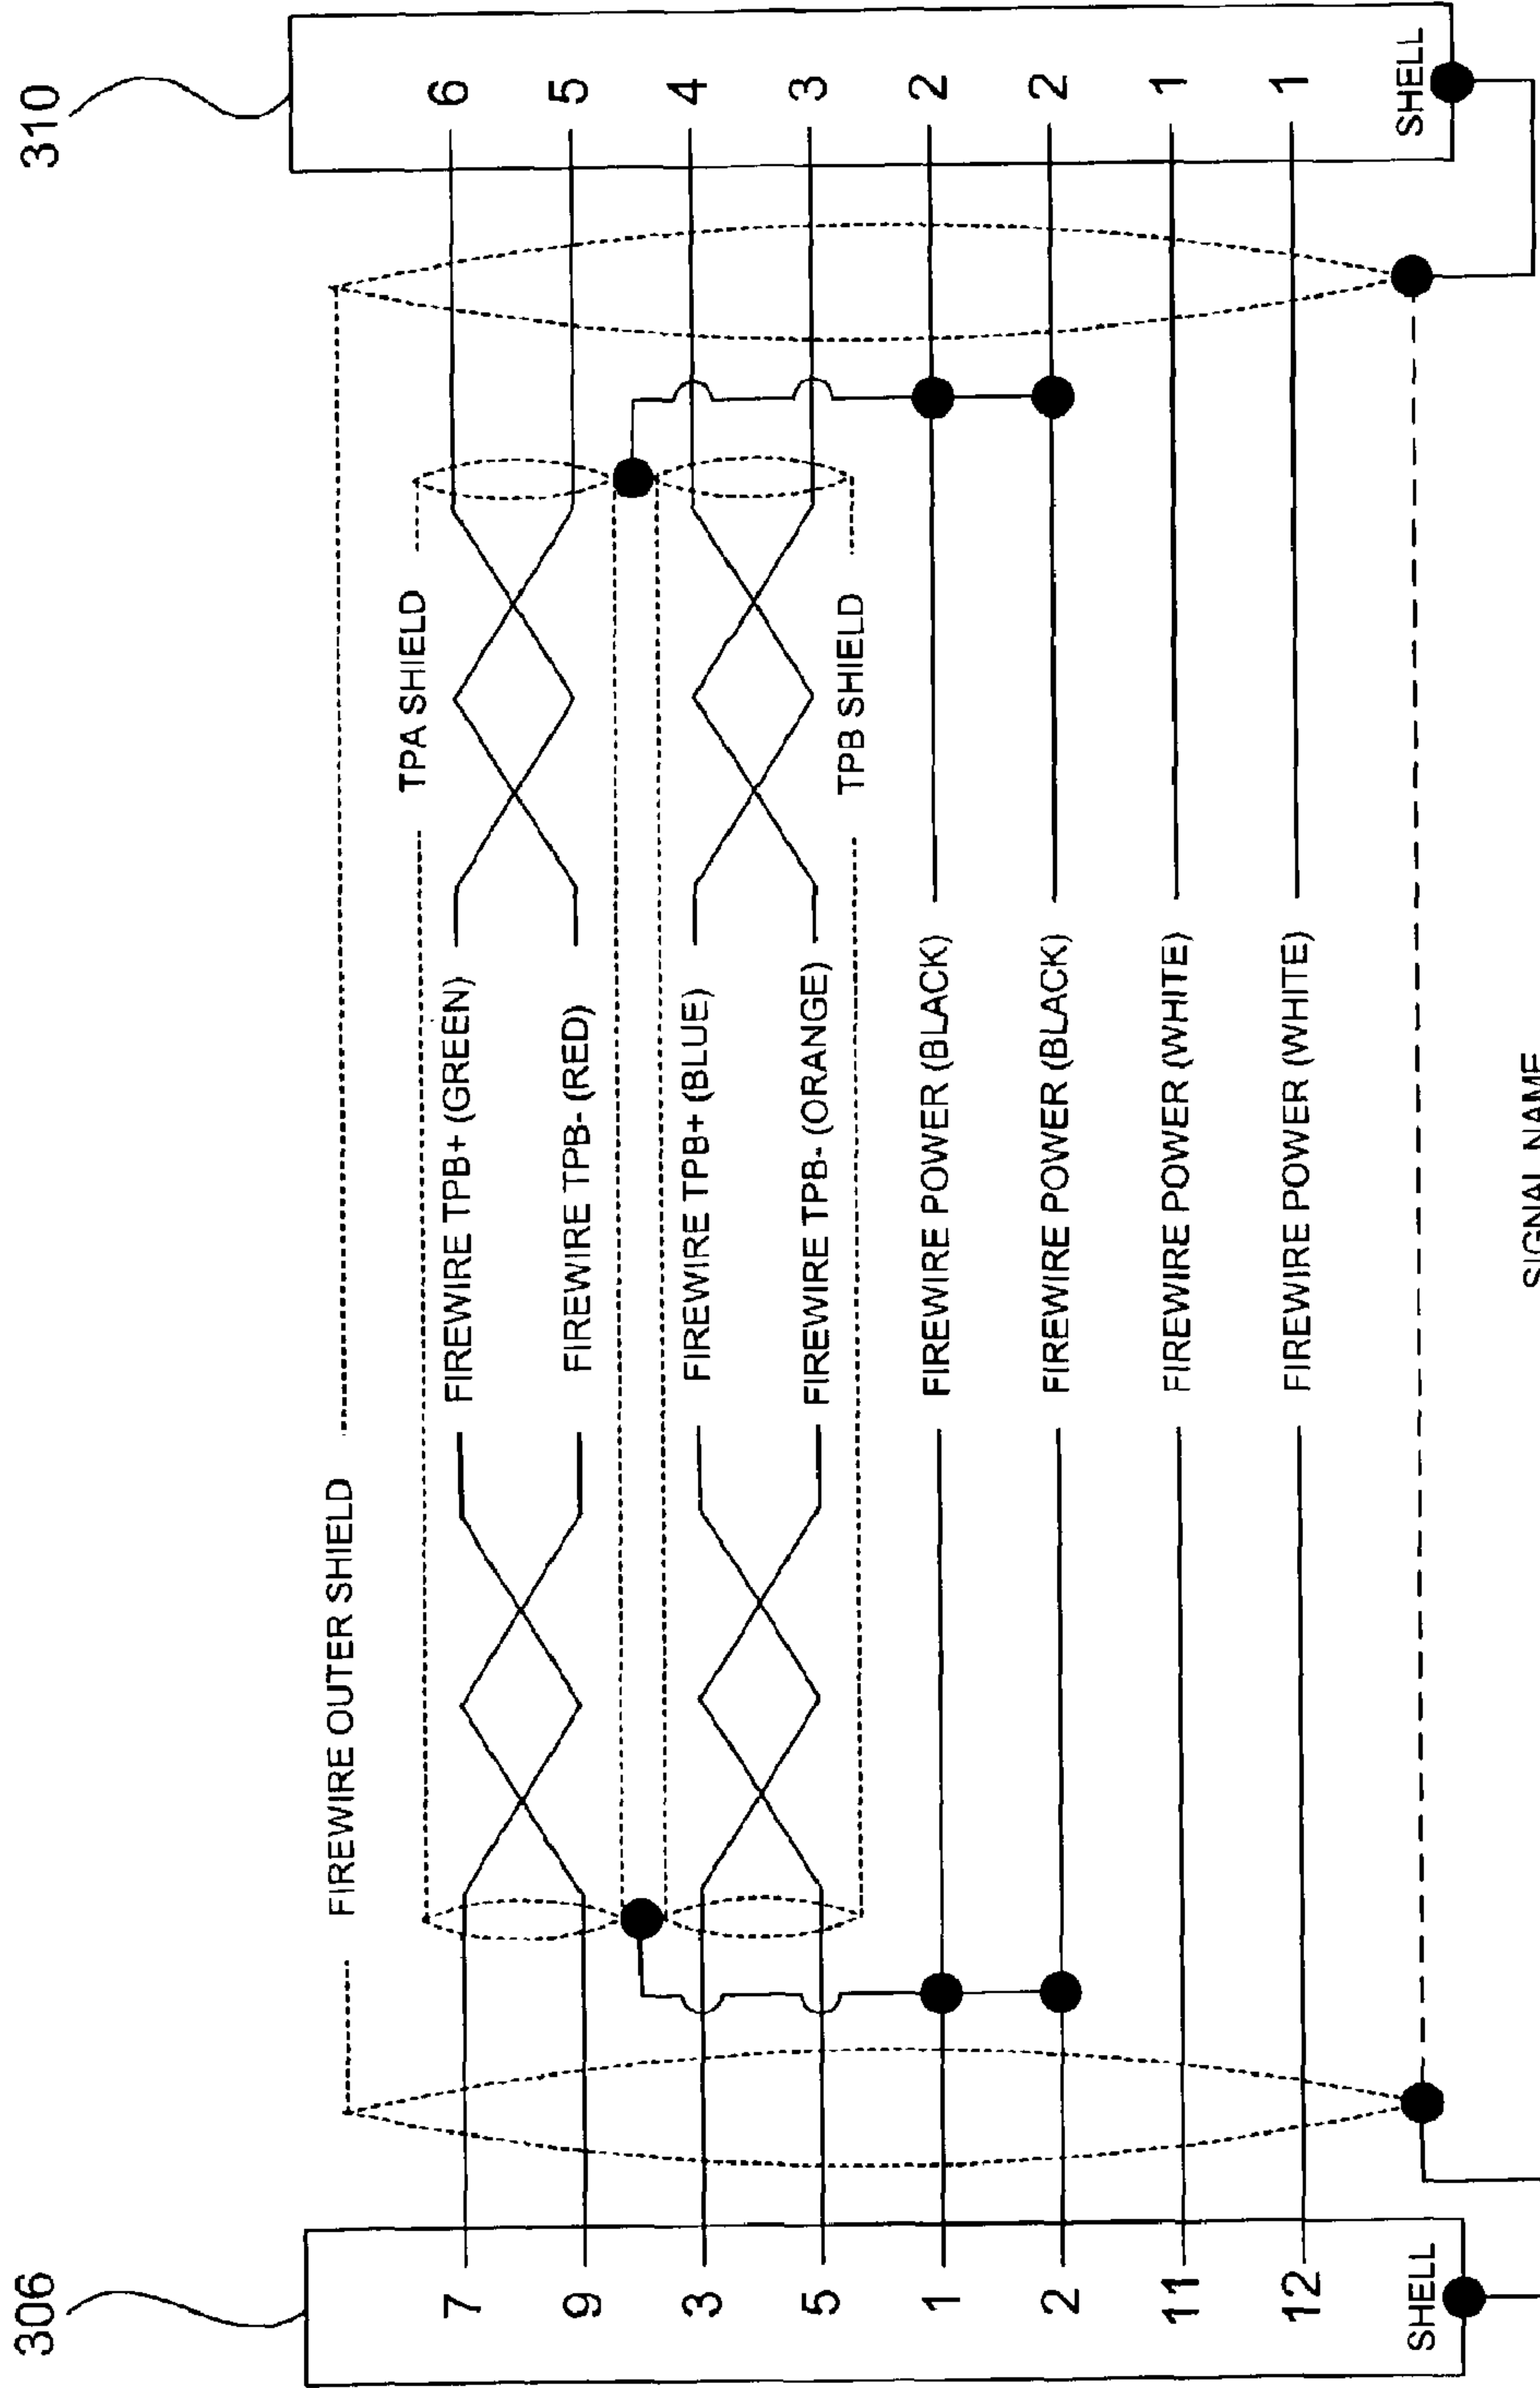 306
310
FIREWIRE OUTER SHIELD
TPA SHIELD
7 FIREWIRE TPB+ (GREEN) 6
9 FIREWIRE TPB- (RED) 5
3 FIREWIRE TPB+ (BLUE) 4
5 FIREWIRE TPB- (ORANGE) 3
TPB SHIELD
1 FIREWIRE POWER (BLACK) 2
2 FIREWIRE POWER (BLACK) 2
11 FIREWIRE POWER (WHITE) 1
12 FIREWIRE POWER (WHITE) 1
SHELL
SHELL
SIGNAL NAME